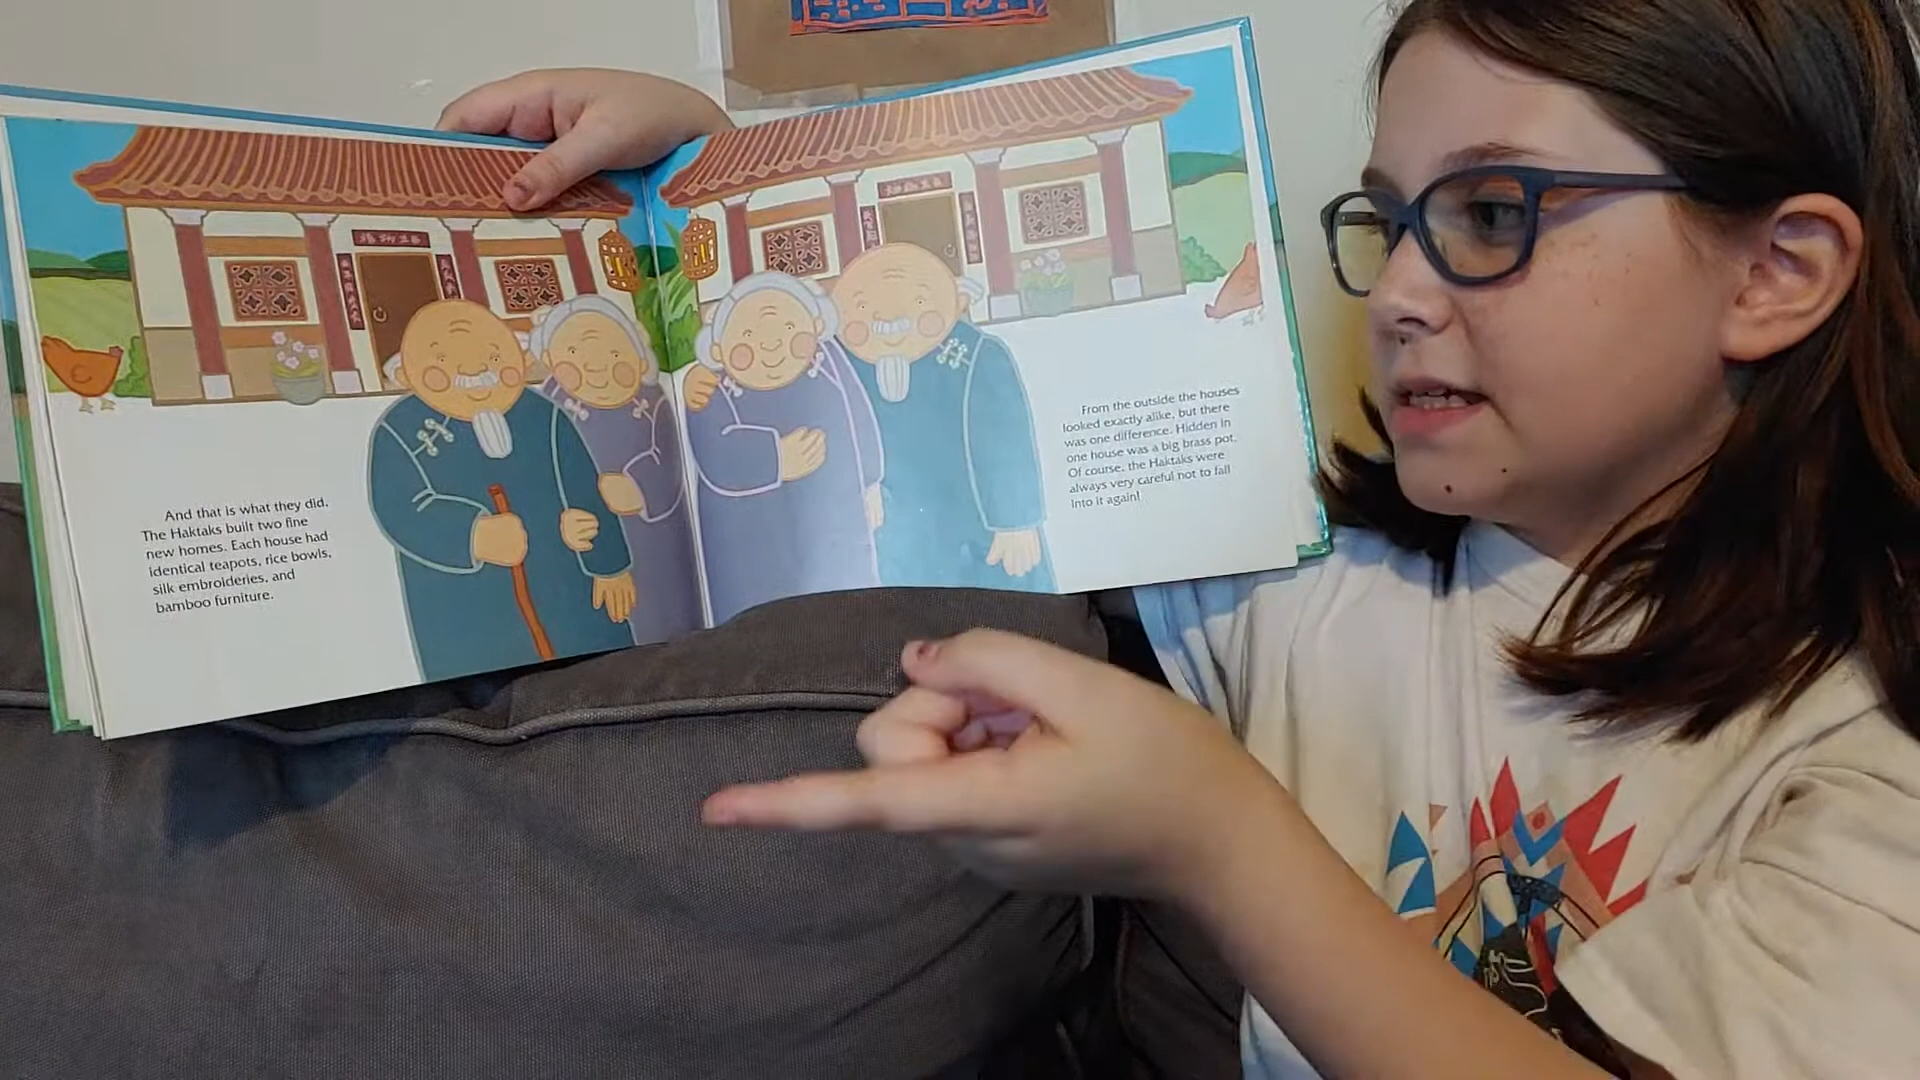 And that is what they did.
The Haktaks built two fine
new homes. Each house had
identical teapots, rice bowls,
silk embroideries, and
bamboo furniture.
From the outside the houses
looked exactly alike, but there
was one difference. Hidden in
one house was a big brass pot.
Of course, the Haktaks were
always very careful not to fall
into it again!